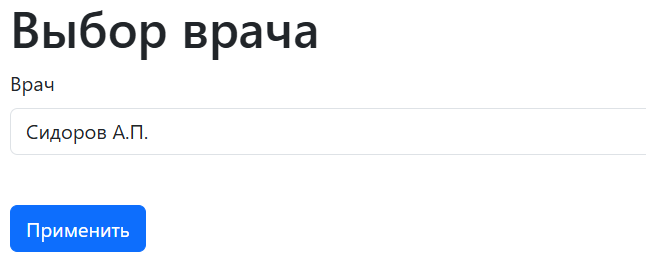 Выбор врача
Врач
Сидоров А.П.
Применить